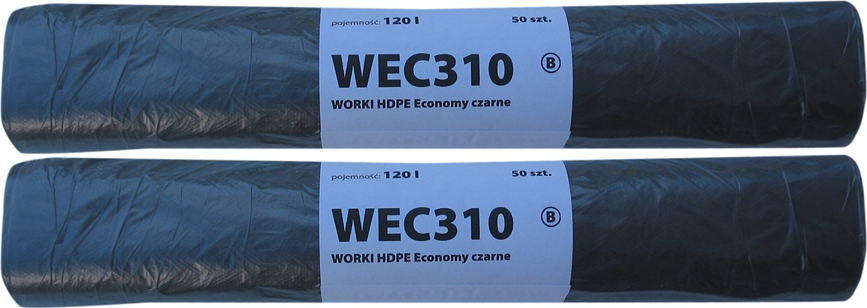 pojemność: 120 l 50 szt.
WEC310 Ⓑ
WORKI HDPE Economy czarne
pojemność: 120 l 50 szt.
WEC310 Ⓑ
WORKI HDPE Economy czarne